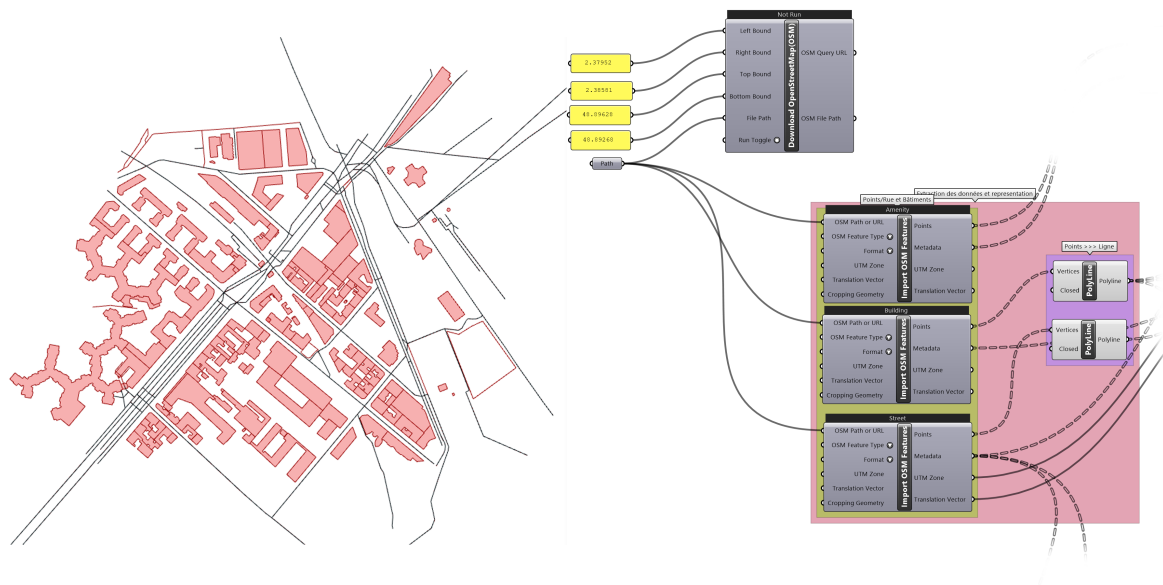 Not Run
Left Bound
Right Bound
Top Bound
Bottom Bound
File Path
Run Toggle
Download OpenStreetMap(OSM)
OSM Query URL
OSM File Path
2.37952
2.38581
48.89628
48.89268
Path
Extraction des données et representation
Points/Rue et Bâtiments
Amenity
OSM Path or URL
OSM Feature Type
Format
UTM Zone
Translation Vector
Cropping Geometry
Import OSM Features
Points
Metadata
UTM Zone
Translation Vector
Building
OSM Path or URL
OSM Feature Type
Format
UTM Zone
Translation Vector
Cropping Geometry
Import OSM Features
Points
Metadata
UTM Zone
Translation Vector
Street
OSM Path or URL
OSM Feature Type
Format
UTM Zone
Translation Vector
Cropping Geometry
Import OSM Features
Points
Metadata
UTM Zone
Translation Vector
Points >>> Ligne
Vertices
Closed
PolyLine
Polyline
Vertices
Closed
PolyLine
Polyline